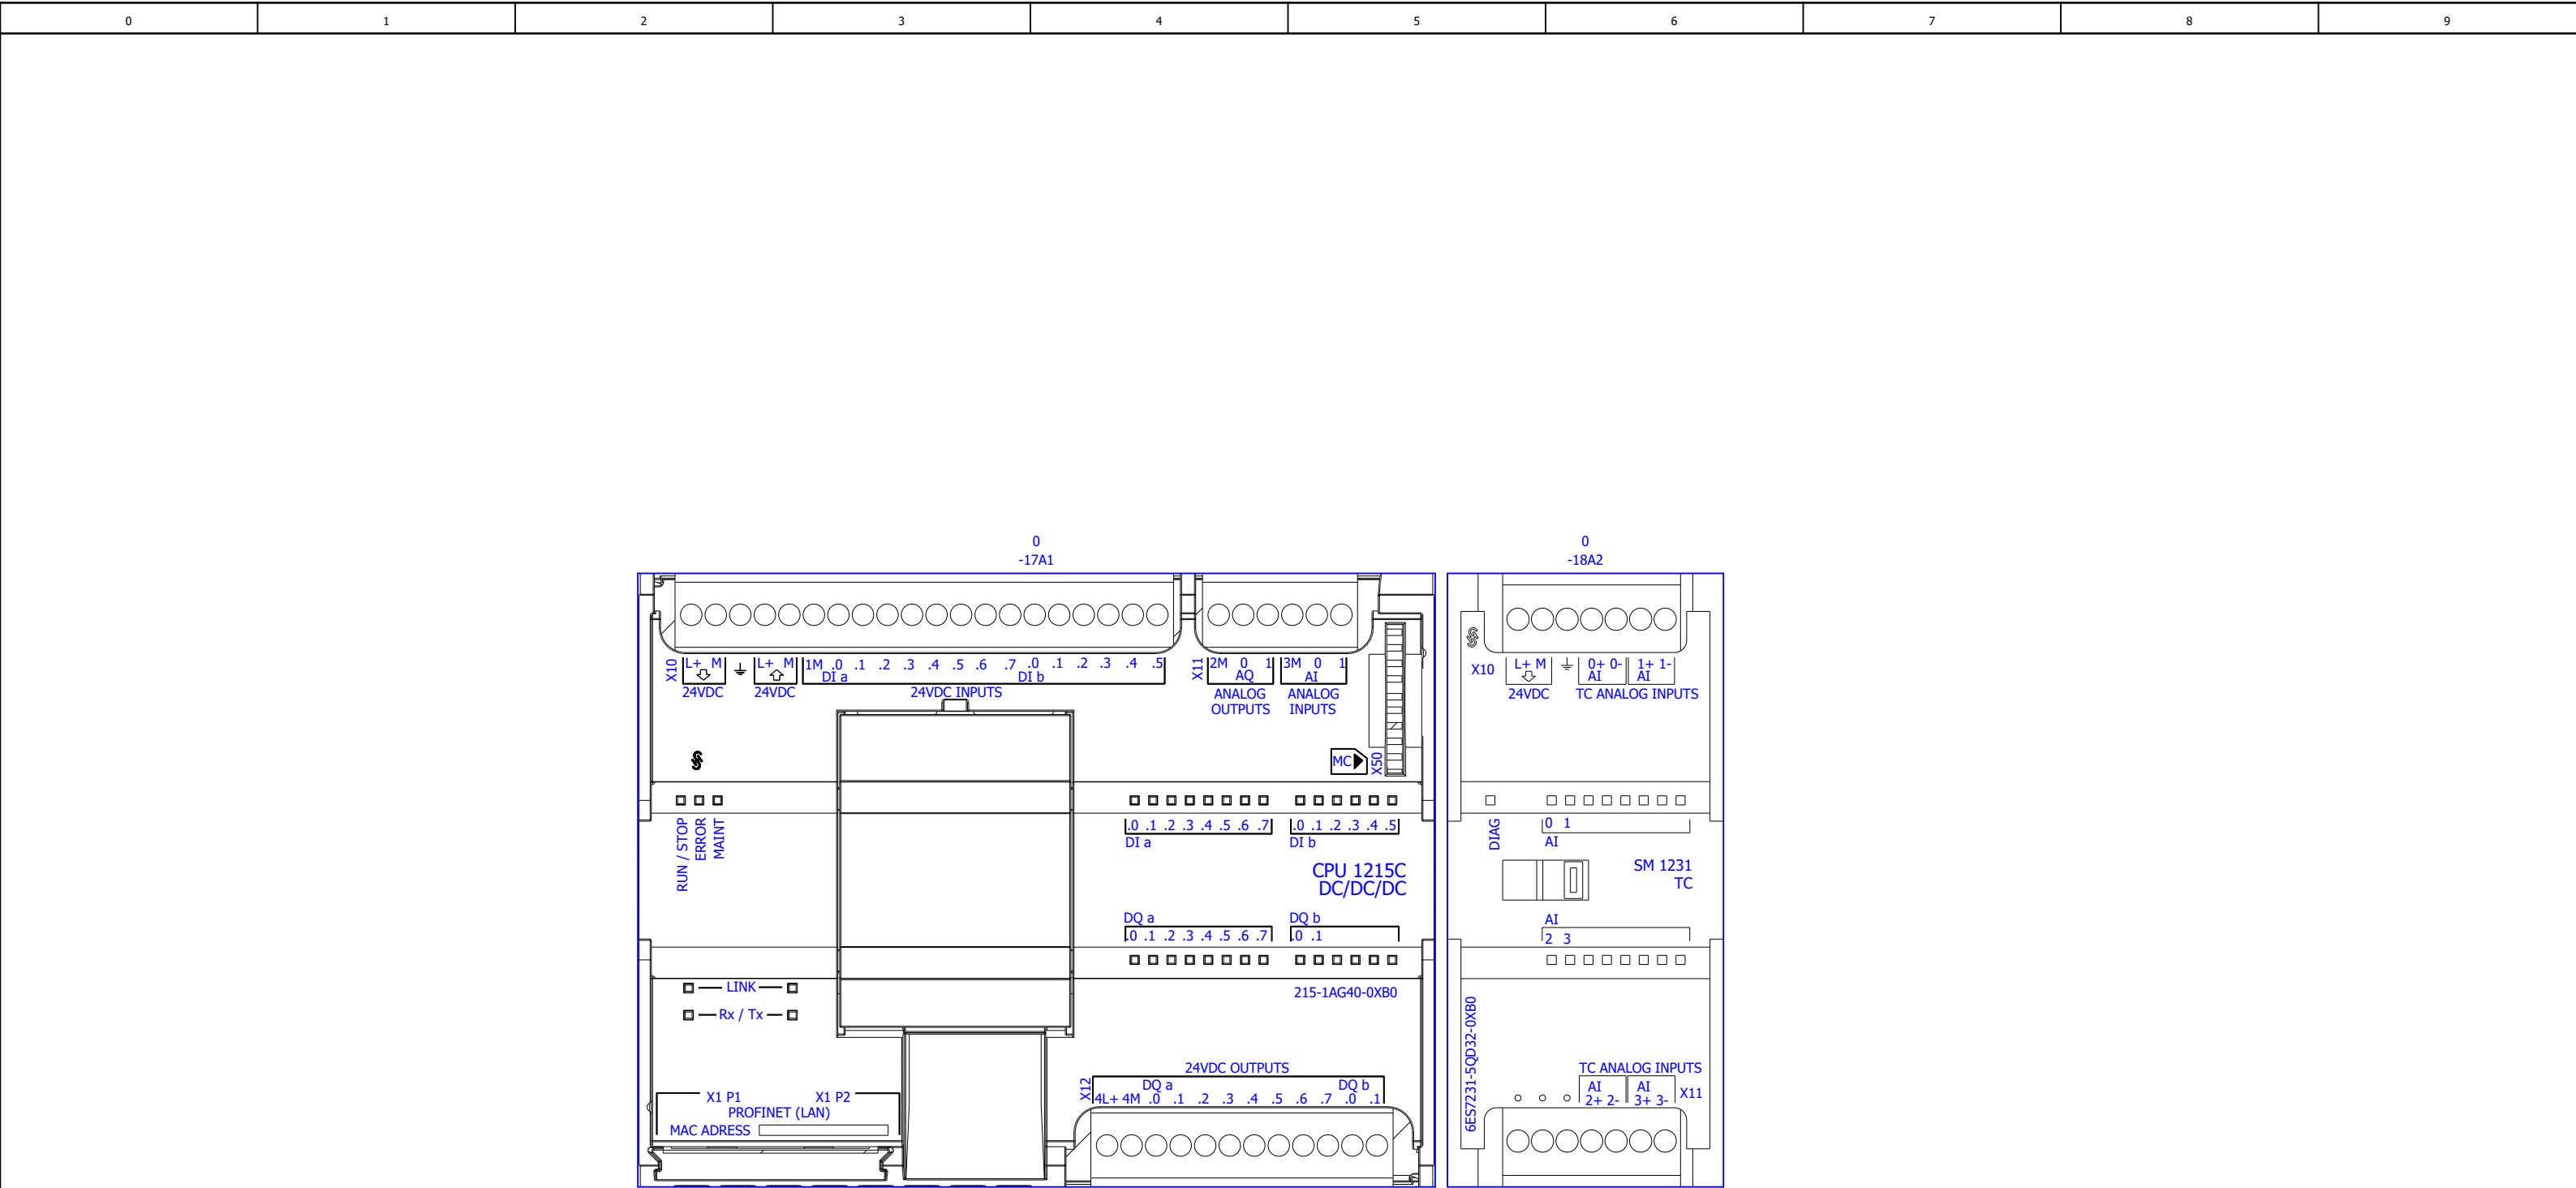 0 1 2 3 4 5 6 7 8 9
0
-17A1
0
-18A2
X10
L+ M
24VDC
L+ M
24VDC
1M .0 .1 .2 .3 .4 .5 .6 .7 .0 .1 .2 .3 .4 .5
DI a DI b
24VDC INPUTS
X11
2M 0 1
AQ
ANALOG
OUTPUTS
3M 0 1
AI
ANALOG
INPUTS
MC
X50
RUN / STOP
ERROR
MAINT
.0 .1 .2 .3 .4 .5 .6 .7
DI a
.0 .1 .2 .3 .4 .5
DI b
CPU 1215C
DC/DC/DC
DQ a
.0 .1 .2 .3 .4 .5 .6 .7
DQ b
.0 .1
LINK
Rx / Tx
215-1AG40-0XB0
X1 P1 X1 P2
PROFINET (LAN)
MAC ADRESS
24VDC OUTPUTS
X12
DQ a DQ b
4L+ 4M .0 .1 .2 .3 .4 .5 .6 .7 .0 .1
X10
L+ M
24VDC
0+ 0-
AI
1+ 1-
AI
TC ANALOG INPUTS
DIAG
0 1
AI
SM 1231
TC
AI
2 3
6ES7231-5QD32-0XB0
TC ANALOG INPUTS
AI
2+ 2-
AI
3+ 3-
X11